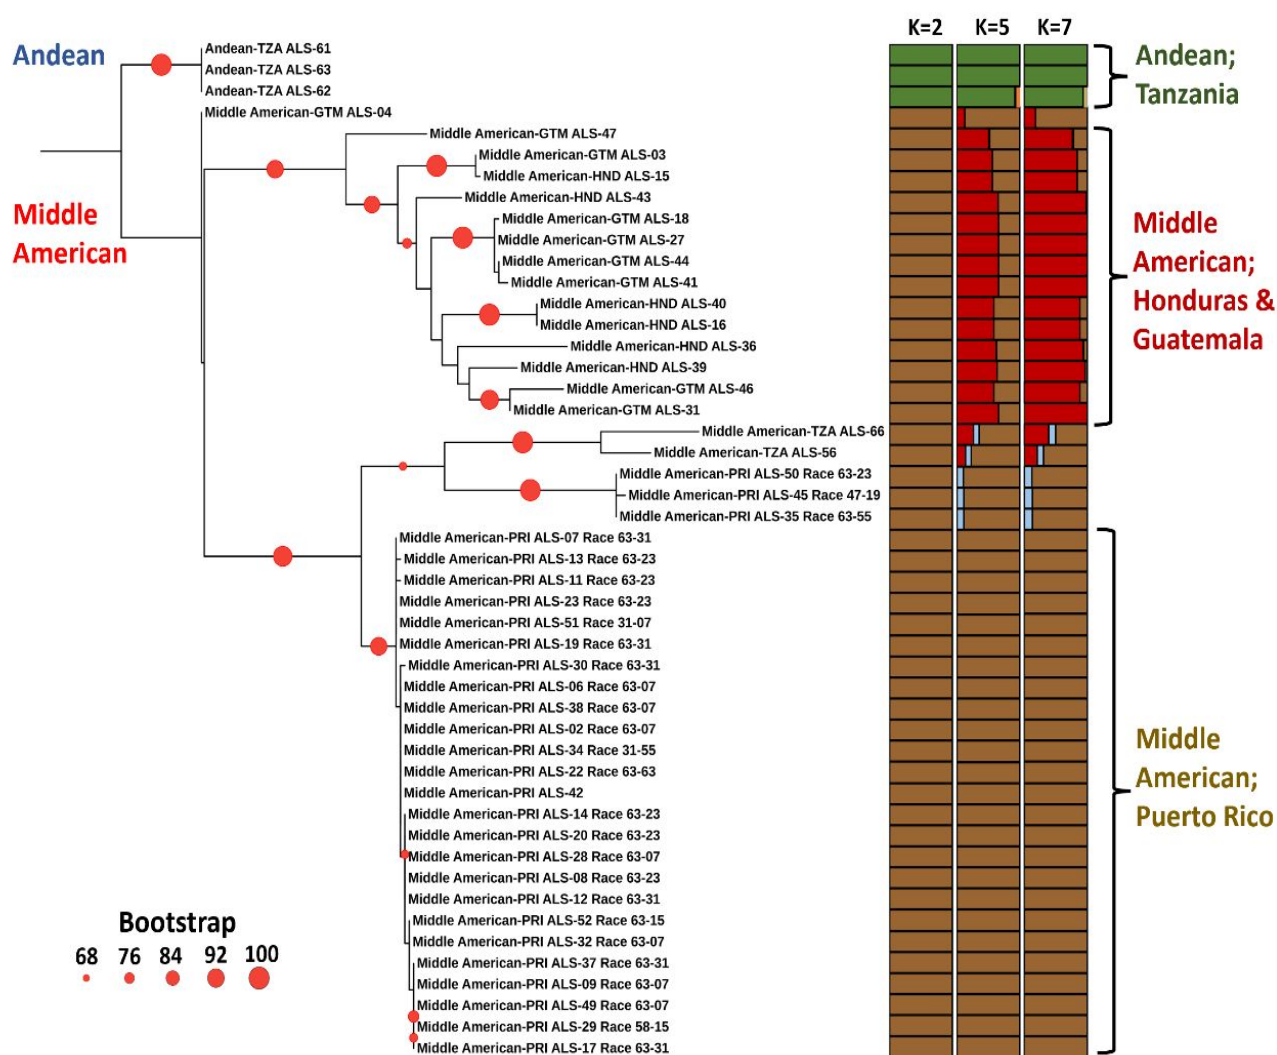 K=2 K=5 K=7
Andean
Andean-TZA ALS-61
Andean-TZA ALS-63
Andean-TZA ALS-62
Middle American-GTM ALS-04
Middle American-GTM ALS-47
Middle American-GTM ALS-03
Middle American-HND ALS-15
Middle American-HND ALS-43
Middle American-GTM ALS-18
Middle American-GTM ALS-27
Middle American-GTM ALS-44
Middle American-GTM ALS-41
Middle American-HND ALS-40
Middle American-HND ALS-16
Middle American-HND ALS-36
Middle American-HND ALS-39
Middle American-GTM ALS-46
Middle American-GTM ALS-31
Middle American-TZA ALS-66
Middle American-TZA ALS-56
Middle American-PRI ALS-50 Race 63-23
Middle American-PRI ALS-45 Race 47-19
Middle American-PRI ALS-35 Race 63-55
Middle American-PRI ALS-07 Race 63-31
Middle American-PRI ALS-13 Race 63-23
Middle American-PRI ALS-11 Race 63-23
Middle American-PRI ALS-23 Race 63-23
Middle American-PRI ALS-51 Race 31-07
Middle American-PRI ALS-19 Race 63-31
Middle American-PRI ALS-30 Race 63-31
Middle American-PRI ALS-06 Race 63-07
Middle American-PRI ALS-38 Race 63-07
Middle American-PRI ALS-02 Race 63-07
Middle American-PRI ALS-34 Race 31-55
Middle American-PRI ALS-22 Race 63-63
Middle American-PRI ALS-42
Middle American-PRI ALS-14 Race 63-23
Middle American-PRI ALS-20 Race 63-23
Middle American-PRI ALS-28 Race 63-07
Middle American-PRI ALS-08 Race 63-23
Middle American-PRI ALS-12 Race 63-31
Middle American-PRI ALS-52 Race 63-15
Middle American-PRI ALS-32 Race 63-07
Middle American-PRI ALS-37 Race 63-31
Middle American-PRI ALS-09 Race 63-07
Middle American-PRI ALS-49 Race 63-07
Middle American-PRI ALS-29 Race 58-15
Middle American-PRI ALS-17 Race 63-31
Middle
American
Bootstrap
68 76 84 92 100
Andean;
Tanzania
Middle
American;
Honduras &
Guatemala
Middle
American;
Puerto Rico